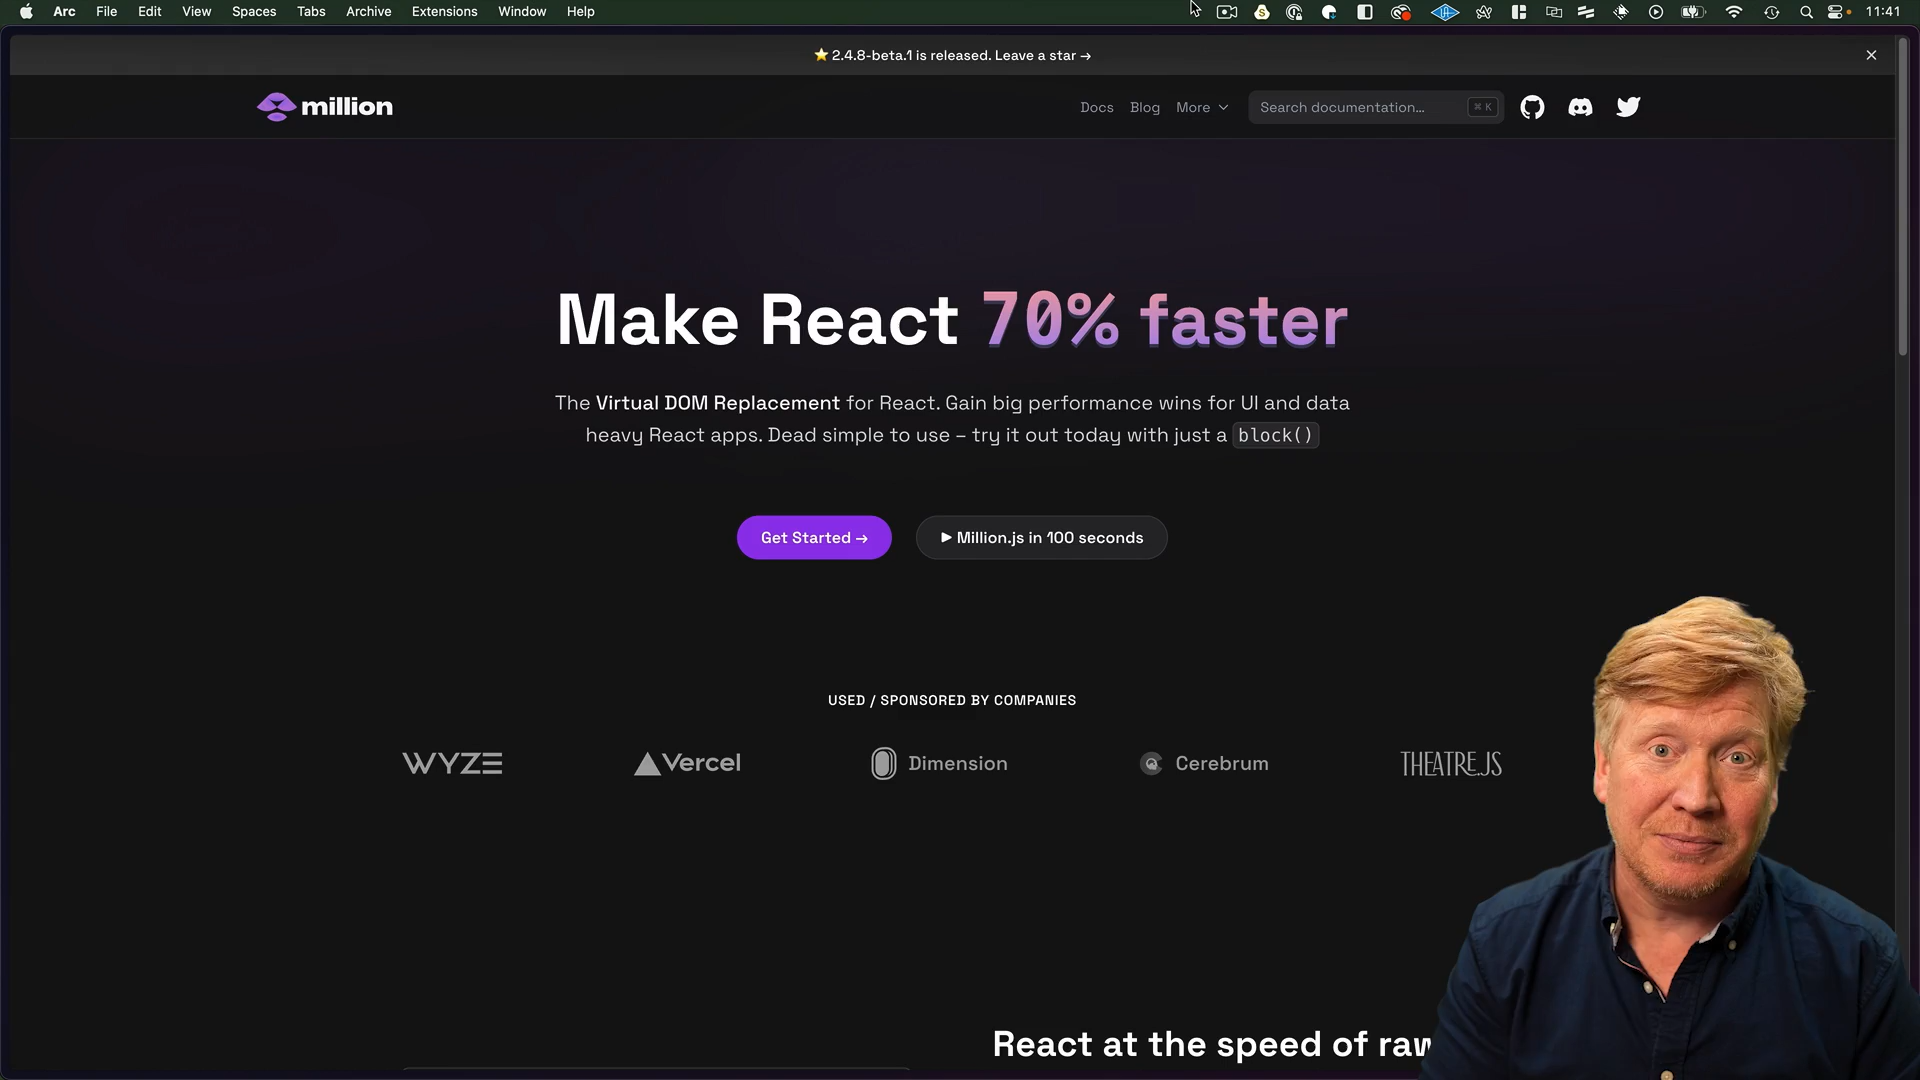 Arc File Edit View Spaces Tabs Archive Extensions Window Help 11:41
⭐ 2.4.8-beta.1 is released. Leave a star →
million Docs Blog More Search documentation... ⌘ K
Make React 70% faster
The Virtual DOM Replacement for React. Gain big performance wins for UI and data
heavy React apps. Dead simple to use – try it out today with just a block()
Get Started → ▶ Million.js in 100 seconds
USED / SPONSORED BY COMPANIES
WYZE Vercel Dimension Cerebrum THEATRE.JS
React at the speed of raw